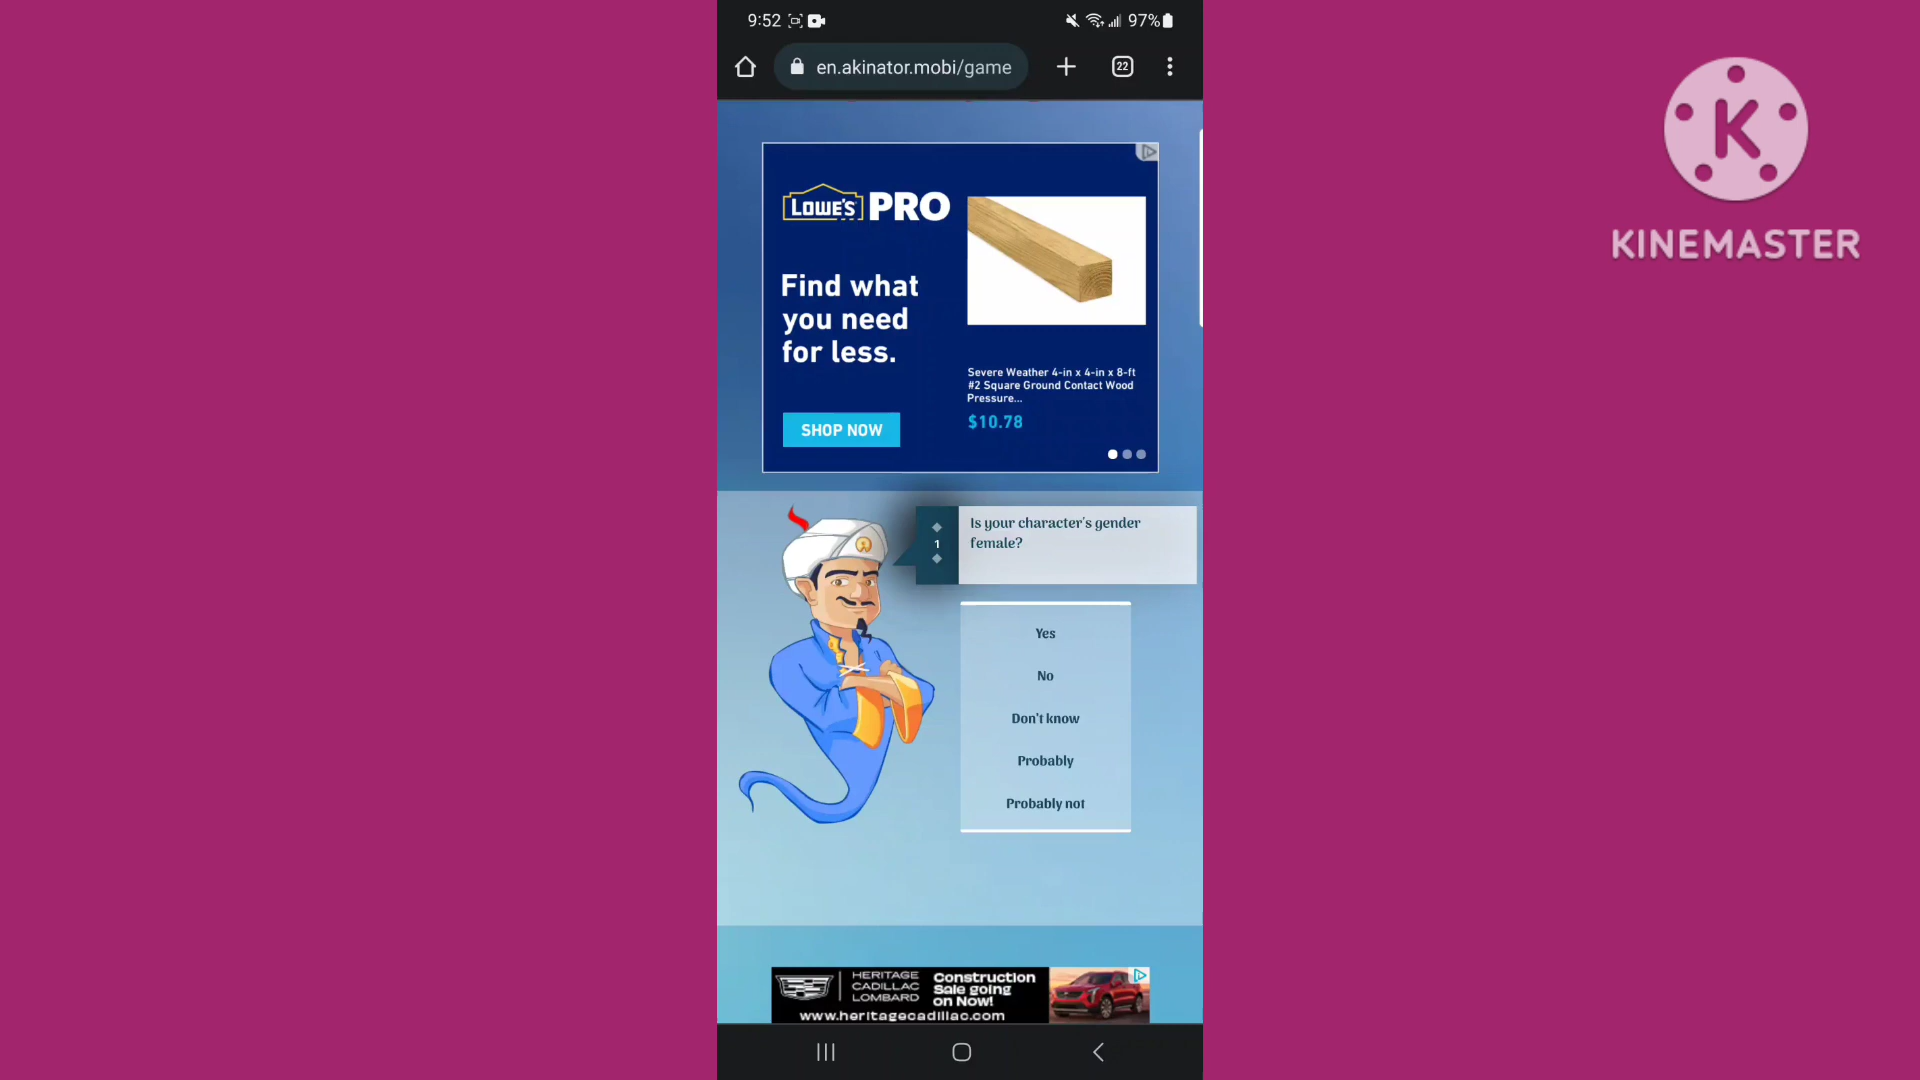 9:52
97%
en.akinator.mobi/game
22
LOWE'S PRO
Find what
you need
for less.
SHOP NOW
Severe Weather 4-in x 4-in x 8-ft
#2 Square Ground Contact Wood
Pressure...
$10.78
1
Is your character's gender
female?
Yes
No
Don't know
Probably
Probably not
HERITAGE
CADILLAC
LOMBARD
Construction
Sale going
on Now!
www.heritagecadillac.com
K
KINEMASTER